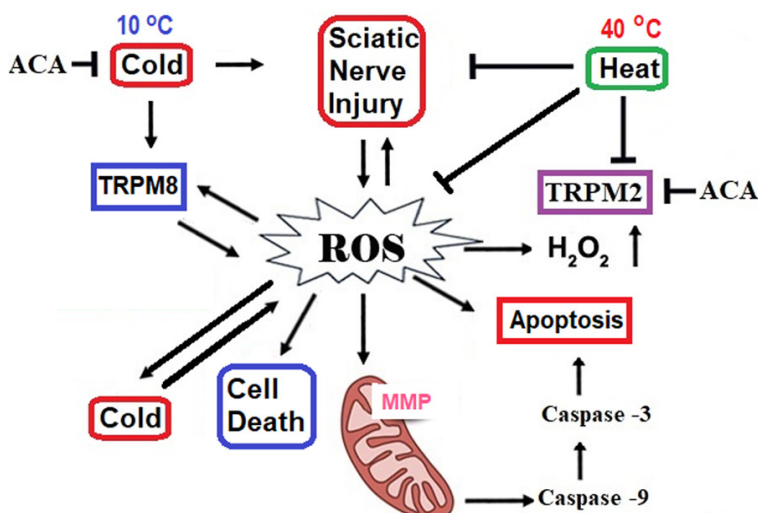 10 °C
40 °C
ACA
Cold
Sciatic
Nerve
Injury
Heat
TRPM8
TRPM2
ACA
ROS
H₂O₂
Apoptosis
Cold
Cell
Death
MMP
Caspase -3
Caspase -9